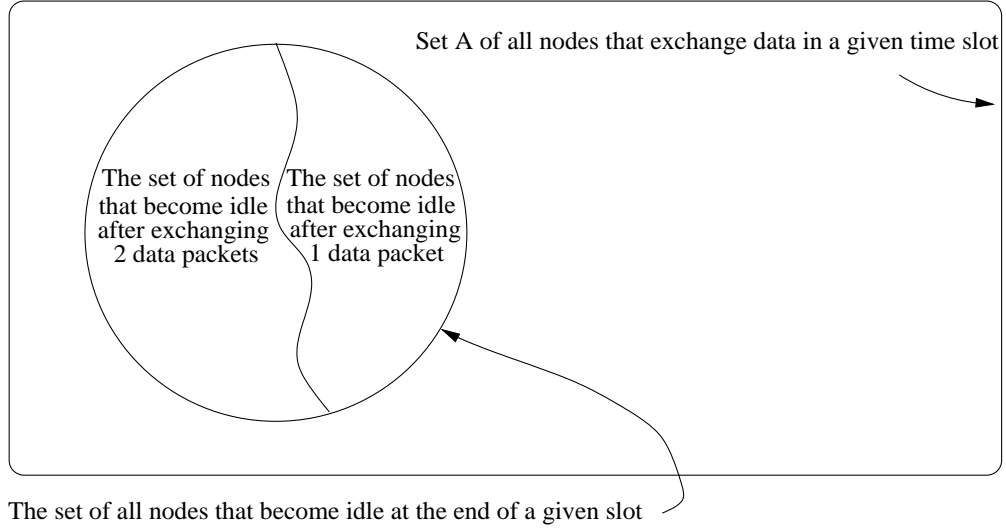 Set A of all nodes that exchange data in a given time slot
The set of nodes
that become idle
after exchanging
2 data packets
The set of nodes
that become idle
after exchanging
1 data packet
The set of all nodes that become idle at the end of a given slot